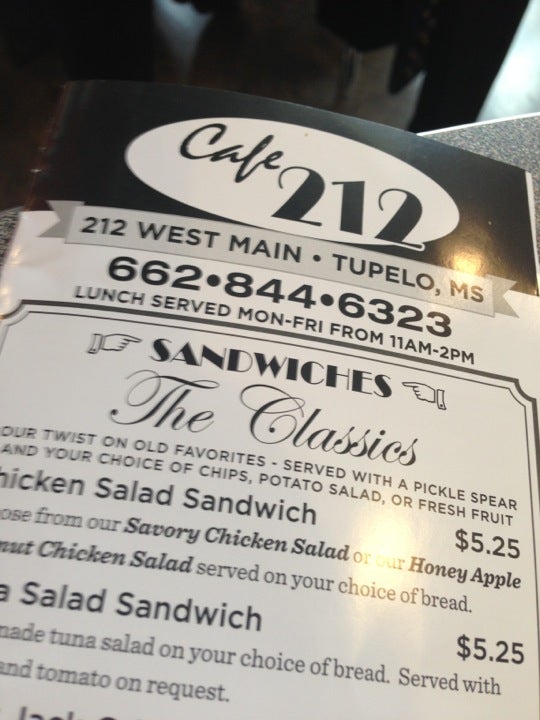 Cafe 212
212 WEST MAIN • TUPELO, MS
662•844•6323
LUNCH SERVED MON-FRI FROM 11AM-2PM
SANDWICHES
The Classics
OUR TWIST ON OLD FAVORITES - SERVED WITH A PICKLE SPEAR
AND YOUR CHOICE OF CHIPS, POTATO SALAD, OR FRESH FRUIT
hicken Salad Sandwich $5.25
ose from our Savory Chicken Salad or our Honey Apple
nut Chicken Salad served on your choice of bread.
a Salad Sandwich $5.25
made tuna salad on your choice of bread. Served with
and tomato on request.